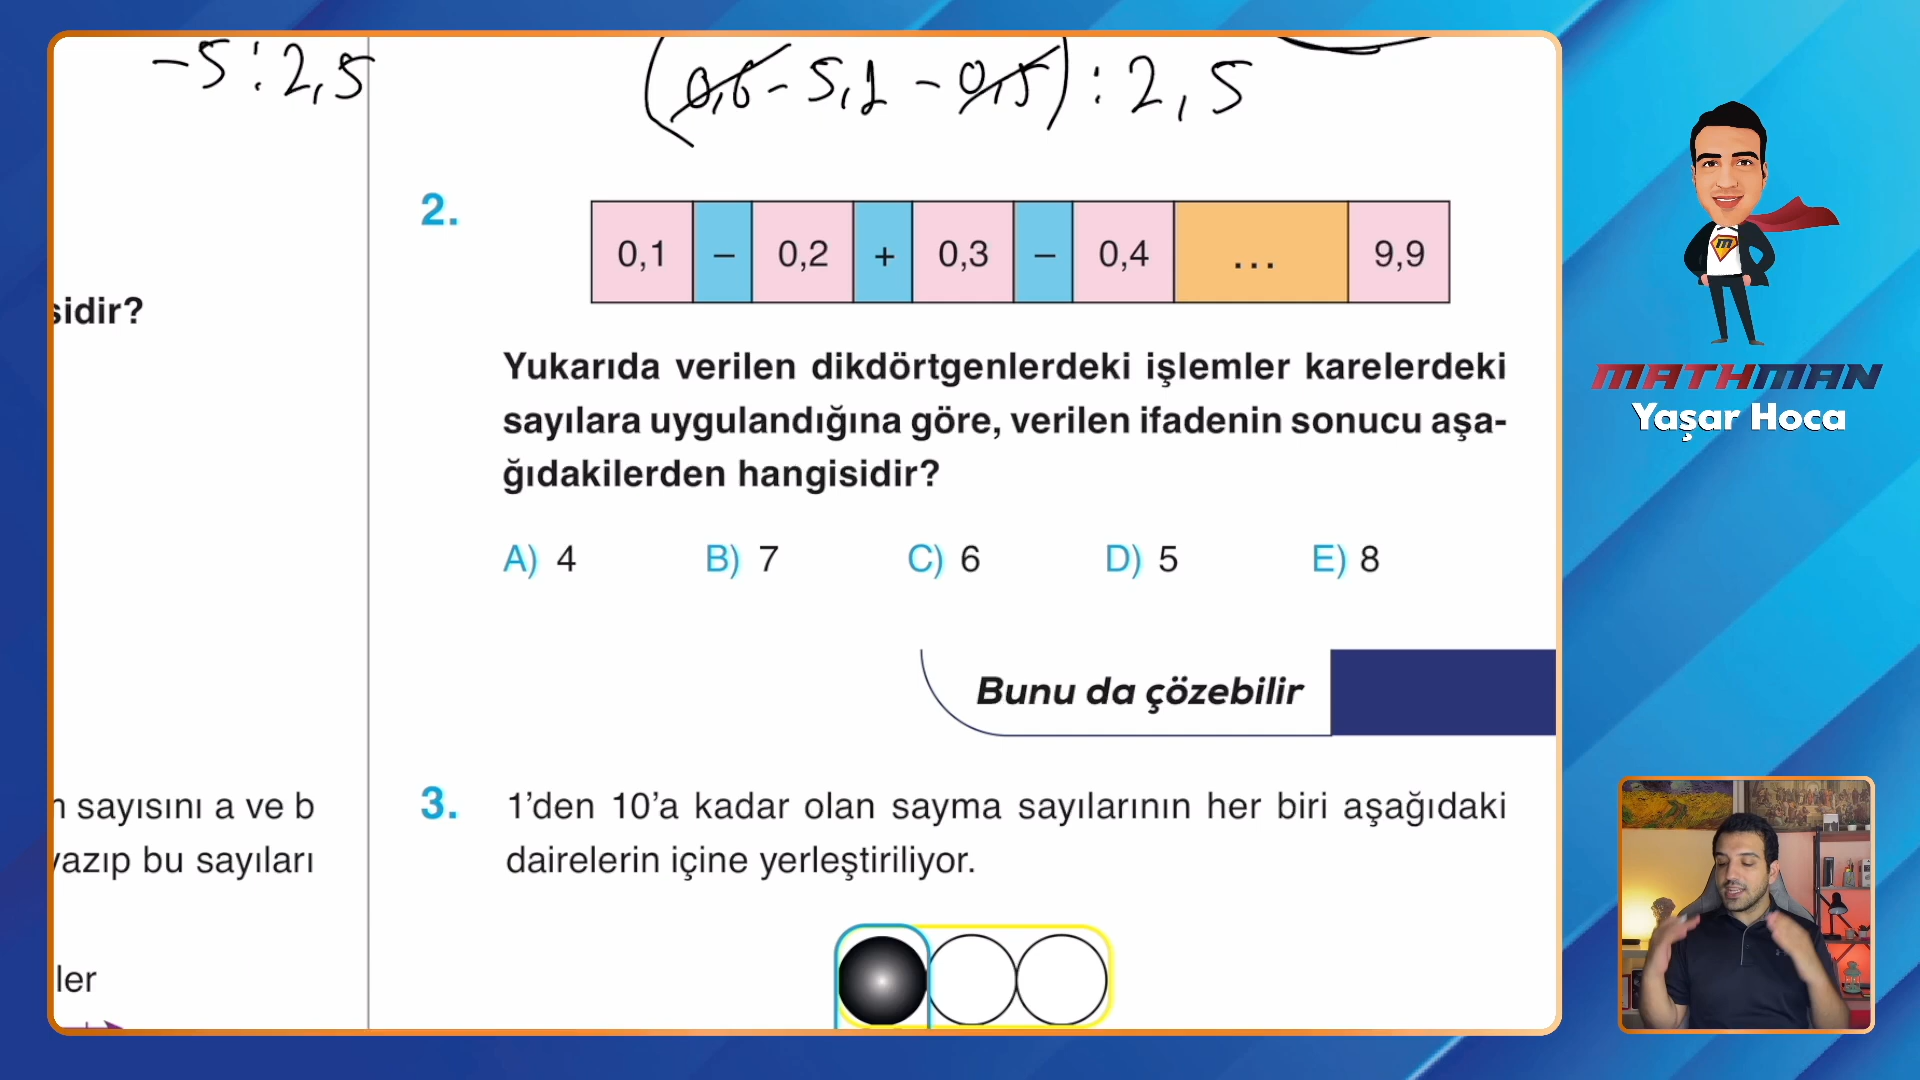 -5:2,5
(0,6-5,1-0,5):2,5
sidir?
n sayısını a ve b
yazıp bu sayıları
ler
2.
0,1 – 0,2 + 0,3 – 0,4 ... 9,9
Yukarıda verilen dikdörtgenlerdeki işlemler karelerdeki
sayılara uygulandığına göre, verilen ifadenin sonucu aşa-
ğıdakilerden hangisidir?
A) 4 B) 7 C) 6 D) 5 E) 8
Bunu da çözebilir
3. 1'den 10'a kadar olan sayma sayılarının her biri aşağıdaki
dairelerin içine yerleştiriliyor.
M
MATHMAN
Yaşar Hoca